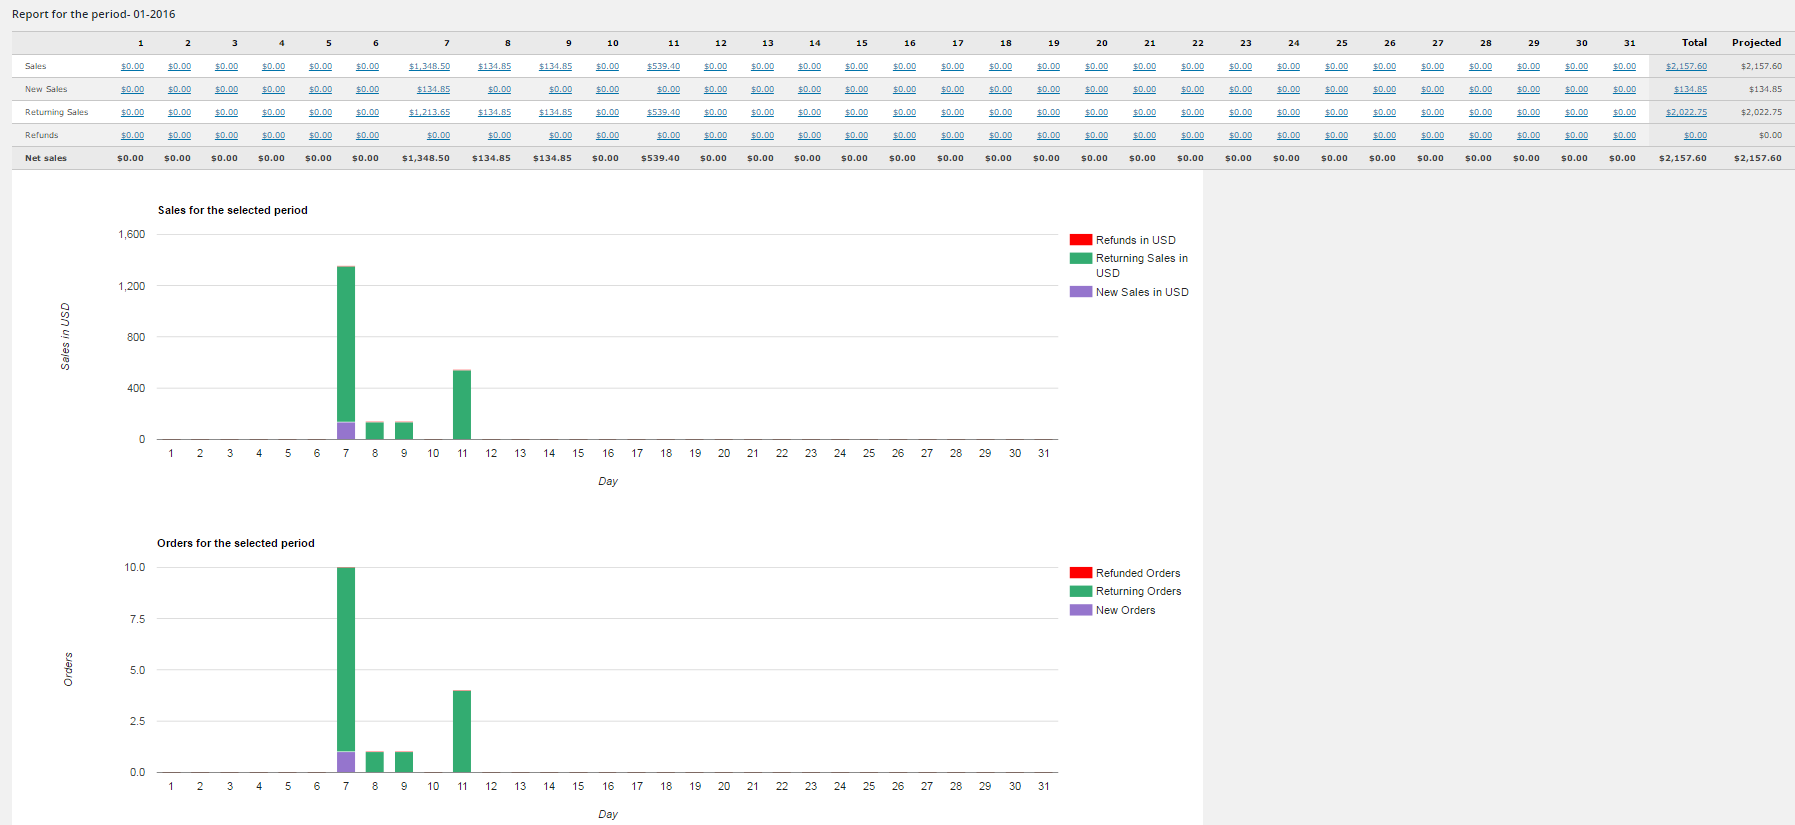 Report for the period- 01-2016
1 2 3 4 5 6 7 8 9 10 11 12 13 14 15 16 17 18 19 20 21 22 23 24 25 26 27 28 29 30 31 Total Projected
Sales $0.00 $0.00 $0.00 $0.00 $0.00 $0.00 $1,348.50 $134.85 $134.85 $0.00 $539.40 $0.00 $0.00 $0.00 $0.00 $0.00 $0.00 $0.00 $0.00 $0.00 $0.00 $0.00 $0.00 $0.00 $0.00 $0.00 $0.00 $0.00 $0.00 $0.00 $0.00 $2,157.60 $2,157.60
New Sales $0.00 $0.00 $0.00 $0.00 $0.00 $0.00 $134.85 $0.00 $0.00 $0.00 $0.00 $0.00 $0.00 $0.00 $0.00 $0.00 $0.00 $0.00 $0.00 $0.00 $0.00 $0.00 $0.00 $0.00 $0.00 $0.00 $0.00 $0.00 $0.00 $0.00 $0.00 $134.85 $134.85
Returning Sales $0.00 $0.00 $0.00 $0.00 $0.00 $0.00 $1,213.65 $134.85 $134.85 $0.00 $539.40 $0.00 $0.00 $0.00 $0.00 $0.00 $0.00 $0.00 $0.00 $0.00 $0.00 $0.00 $0.00 $0.00 $0.00 $0.00 $0.00 $0.00 $0.00 $0.00 $0.00 $2,022.75 $2,022.75
Refunds $0.00 $0.00 $0.00 $0.00 $0.00 $0.00 $0.00 $0.00 $0.00 $0.00 $0.00 $0.00 $0.00 $0.00 $0.00 $0.00 $0.00 $0.00 $0.00 $0.00 $0.00 $0.00 $0.00 $0.00 $0.00 $0.00 $0.00 $0.00 $0.00 $0.00 $0.00 $0.00 $0.00
Net sales $0.00 $0.00 $0.00 $0.00 $0.00 $0.00 $1,348.50 $134.85 $134.85 $0.00 $539.40 $0.00 $0.00 $0.00 $0.00 $0.00 $0.00 $0.00 $0.00 $0.00 $0.00 $0.00 $0.00 $0.00 $0.00 $0.00 $0.00 $0.00 $0.00 $0.00 $0.00 $2,157.60 $2,157.60
Sales for the selected period
1,600
1,200
800
400
0
Sales in USD
1 2 3 4 5 6 7 8 9 10 11 12 13 14 15 16 17 18 19 20 21 22 23 24 25 26 27 28 29 30 31
Day
Refunds in USD
Returning Sales in
USD
New Sales in USD
Orders for the selected period
10.0
7.5
5.0
2.5
0.0
Orders
1 2 3 4 5 6 7 8 9 10 11 12 13 14 15 16 17 18 19 20 21 22 23 24 25 26 27 28 29 30 31
Day
Refunded Orders
Returning Orders
New Orders